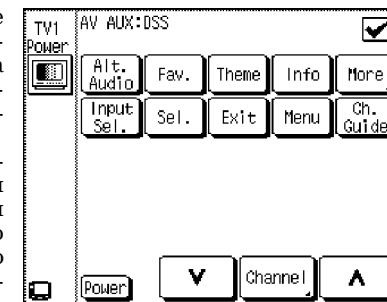 TV1
Power
AV AUX:DSS
Alt.
Audio
Fav.
Theme
Info
More
Input
Sel.
Sel.
Exit
Menu
Ch.
Guide
Power
Channel